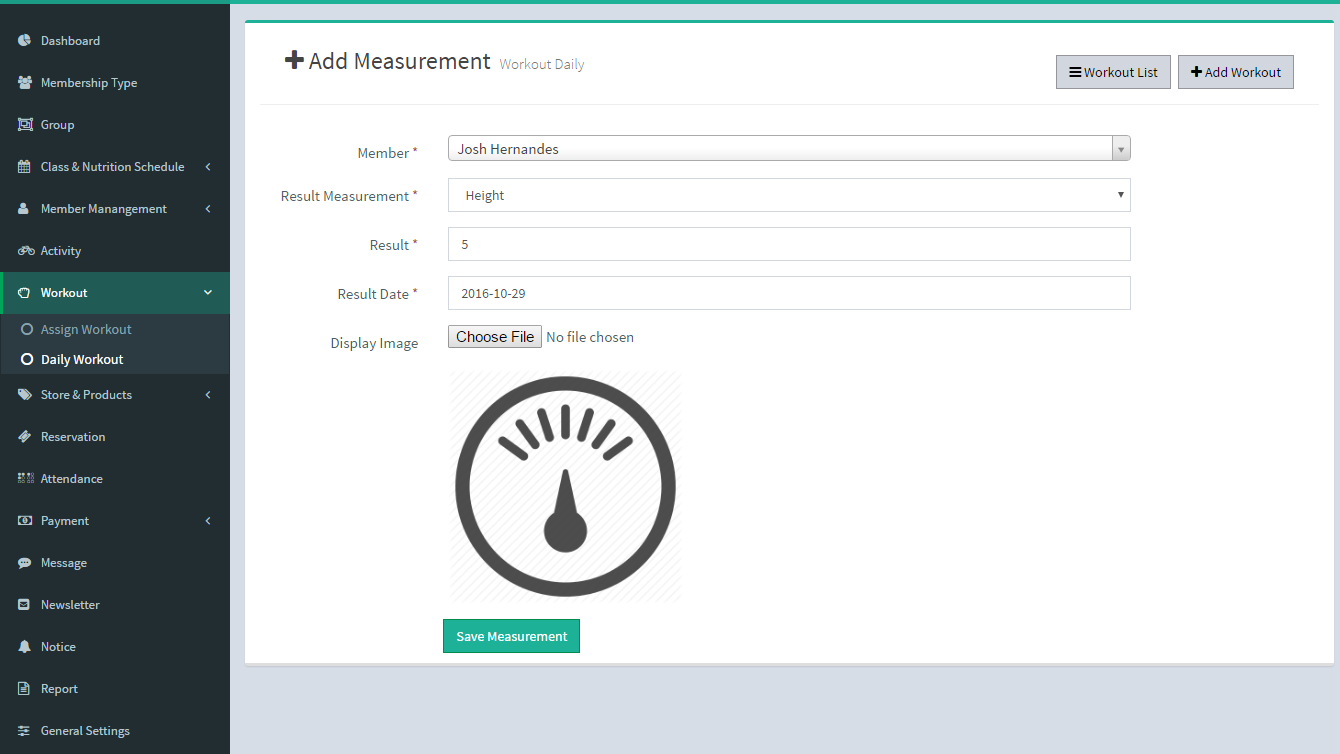 Dashboard
Membership Type
Group
Class & Nutrition Schedule
Member Manangement
Activity
Workout
Assign Workout
Daily Workout
Store & Products
Reservation
Attendance
Payment
Message
Newsletter
Notice
Report
General Settings
Add Measurement Workout Daily
Workout List
Add Workout
Member * Josh Hernandes
Result Measurement * Height
Result * 5
Result Date * 2016-10-29
Display Image Choose File No file chosen
Save Measurement